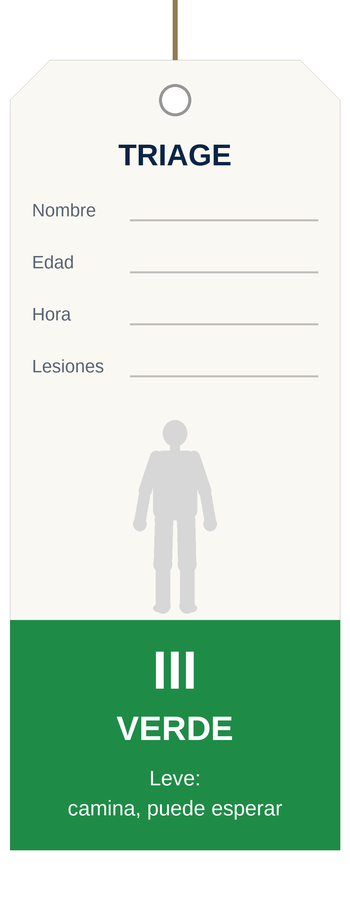 TRIAGE
Nombre
Edad
Hora
Lesiones
III
VERDE
Leve:
camina, puede esperar